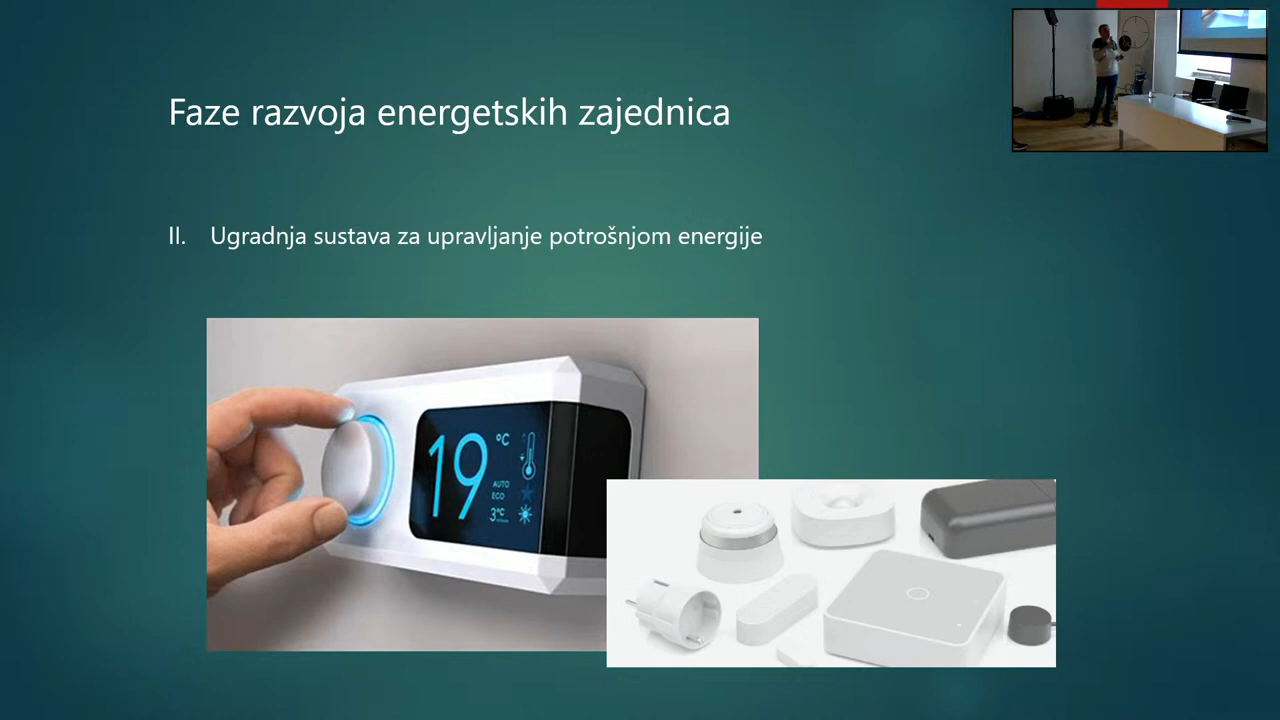 Faze razvoja energetskih zajednica
II. Ugradnja sustava za upravljanje potrošnjom energije
19 °C
AUTO
ECO
3°C